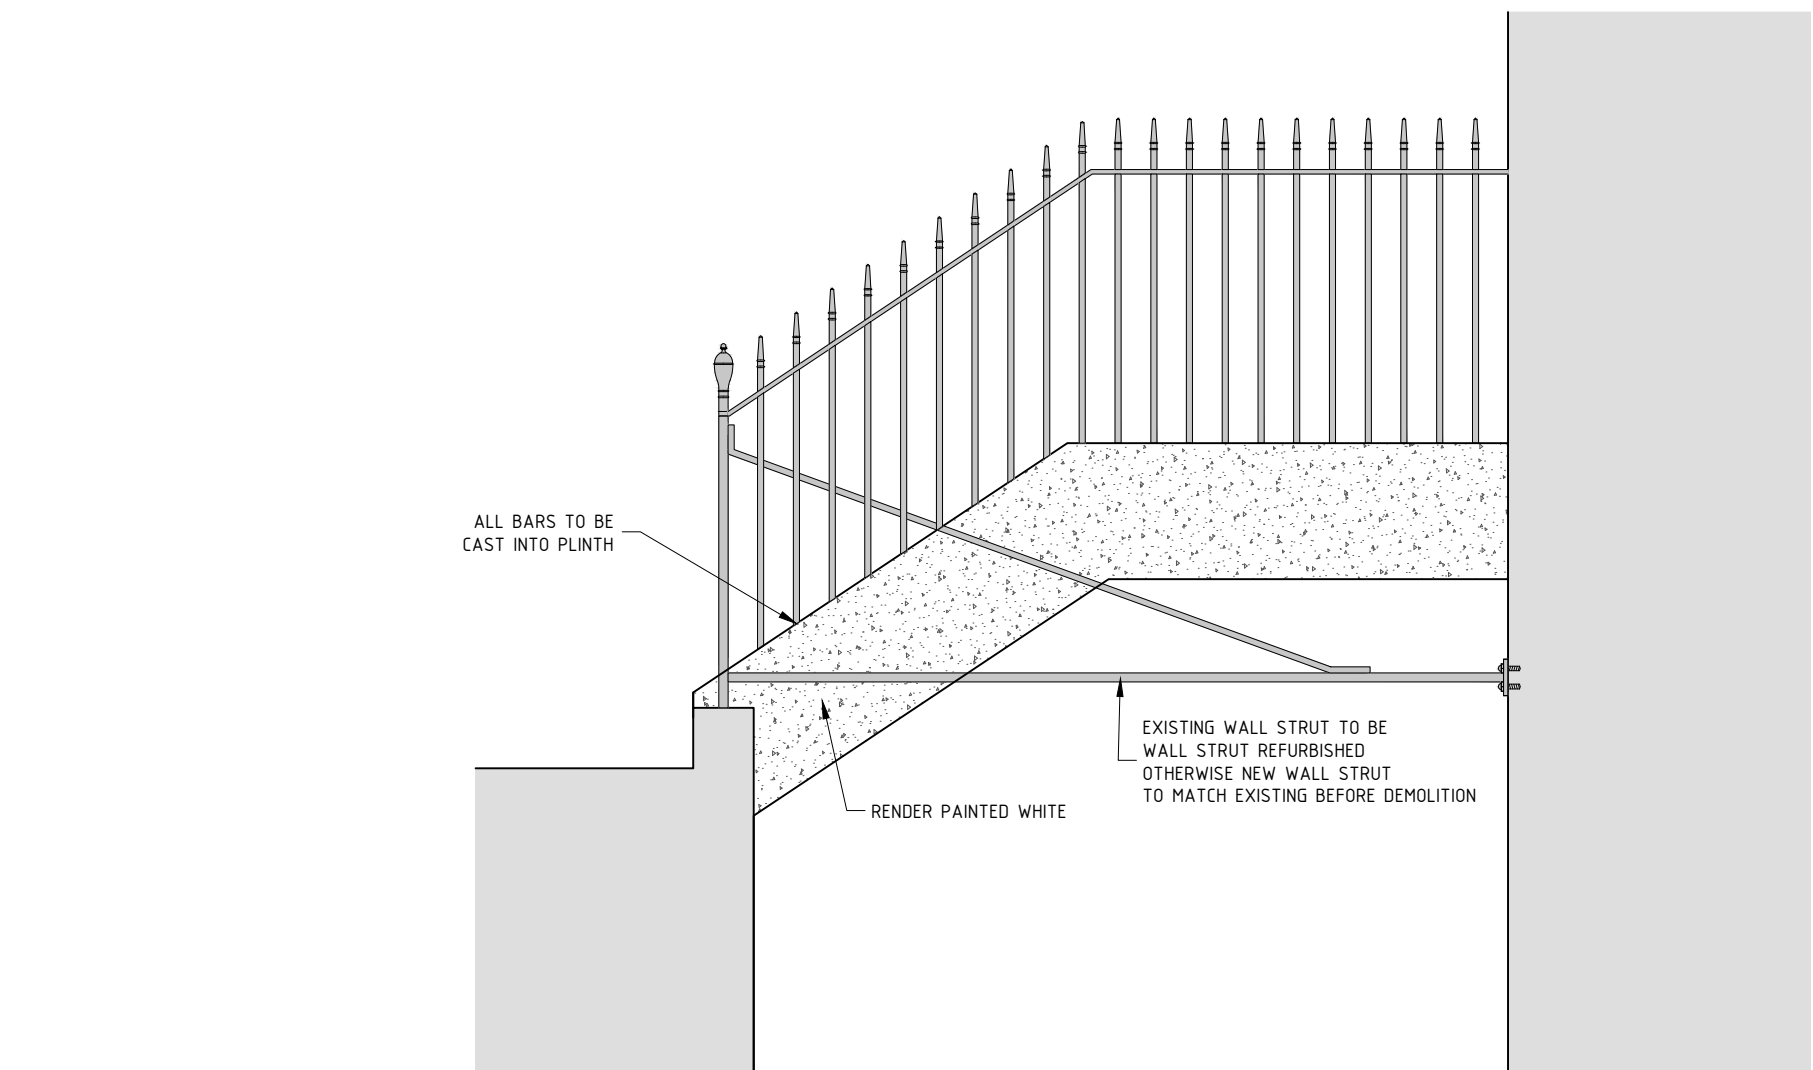 ALL BARS TO BE
CAST INTO PLINTH
EXISTING WALL STRUT TO BE
WALL STRUT REFURBISHED
OTHERWISE NEW WALL STRUT
TO MATCH EXISTING BEFORE DEMOLITION
RENDER PAINTED WHITE